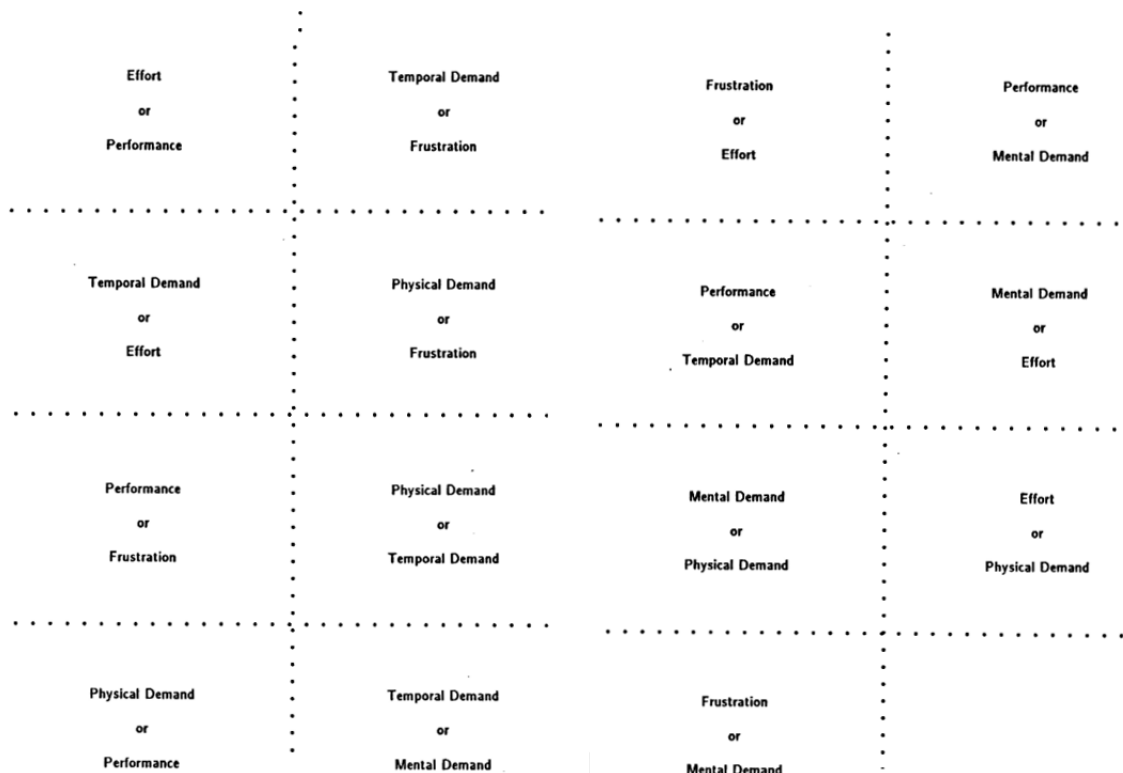 Effort
or
Performance
Temporal Demand
or
Frustration
Temporal Demand
or
Effort
Physical Demand
or
Frustration
Performance
or
Frustration
Physical Demand
or
Temporal Demand
Physical Demand
or
Performance
Temporal Demand
or
Mental Demand
Frustration
or
Effort
Performance
or
Mental Demand
Performance
or
Temporal Demand
Mental Demand
or
Effort
Mental Demand
or
Physical Demand
Effort
or
Physical Demand
Frustration
or
Mental Demand